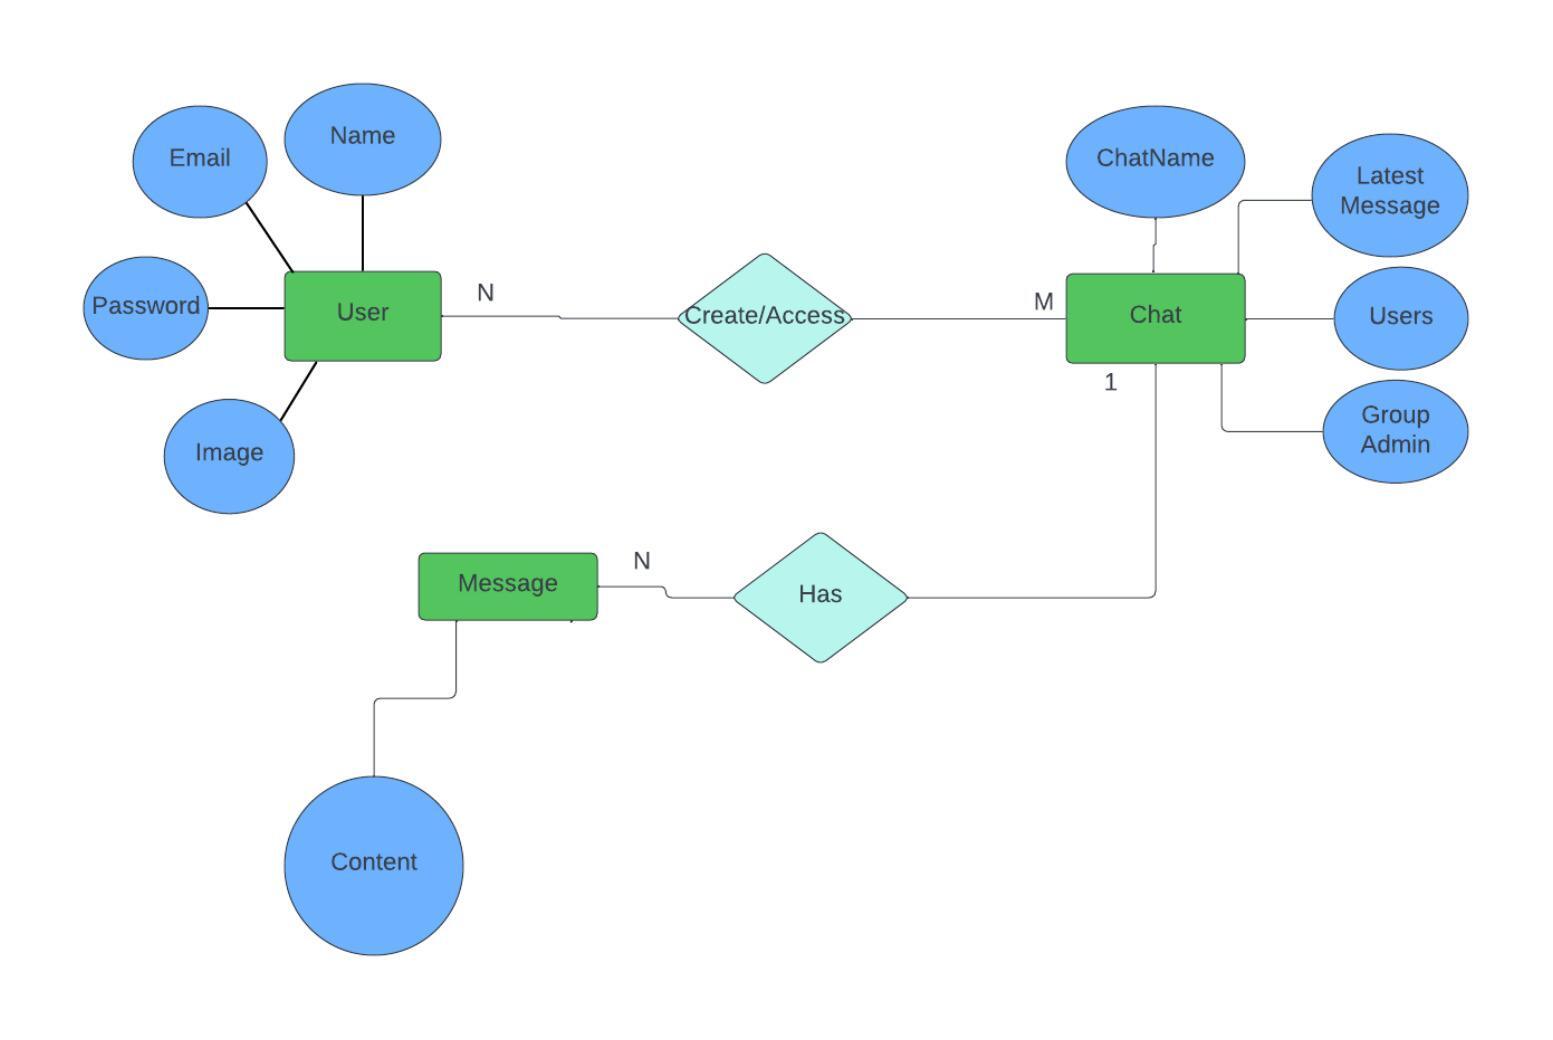 Name
Email
ChatName
Latest
Message
Password
User
N
Create/Access
M
Chat
Users
1
Group
Admin
Image
Message
N
Has
Content